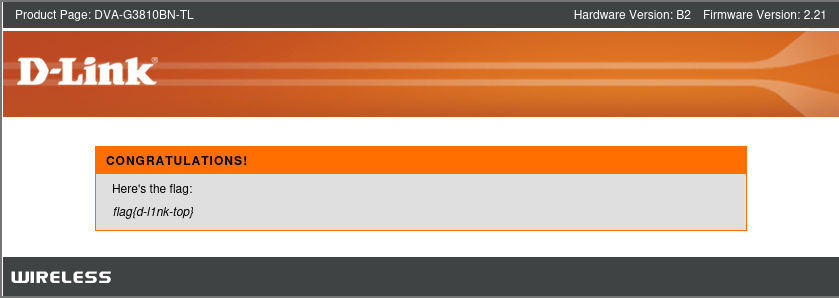 Product Page: DVA-G3810BN-TL
Hardware Version: B2 Firmware Version: 2.21
D-Link®
CONGRATULATIONS!
Here's the flag:
flag{d-l1nk-top}
WIRELESS